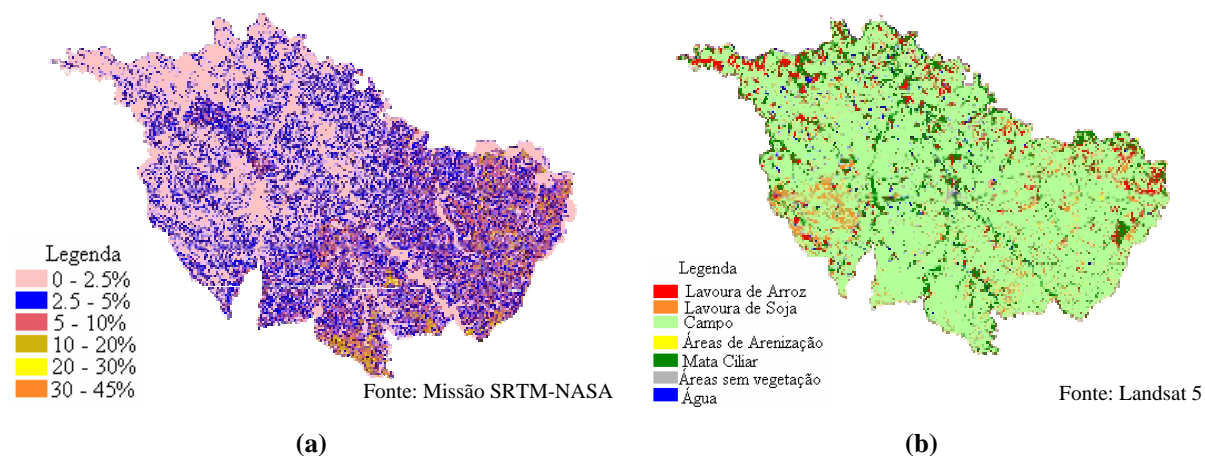 Legenda
0 - 2.5%
2.5 - 5%
5 - 10%
10 - 20%
20 - 30%
30 - 45%
Fonte: Missão SRTM-NASA
(a)
Legenda
Lavoura de Arroz
Lavoura de Soja
Campo
Áreas de Arenização
Mata Ciliar
Áreas sem vegetação
Água
Fonte: Landsat 5
(b)